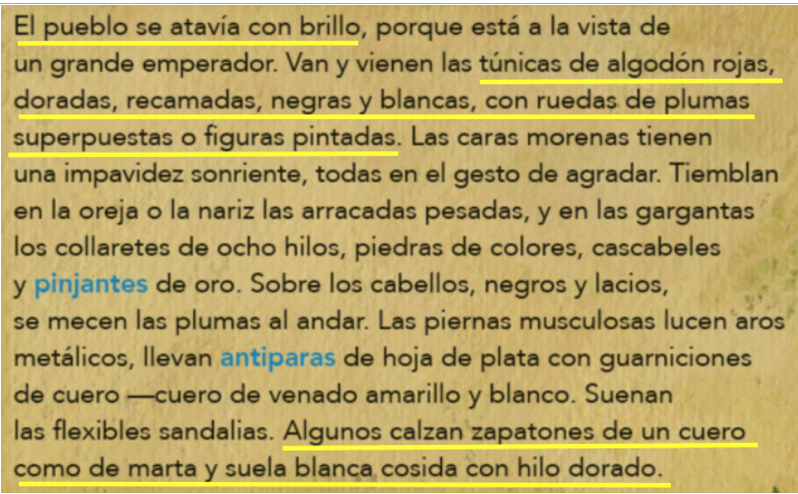 El pueblo se atavía con brillo, porque está a la vista de
un grande emperador. Van y vienen las túnicas de algodón rojas,
doradas, recamadas, negras y blancas, con ruedas de plumas
superpuestas o figuras pintadas. Las caras morenas tienen
una impavidez sonriente, todas en el gesto de agradar. Tiemblan
en la oreja o la nariz las arracadas pesadas, y en las gargantas
los collaretes de ocho hilos, piedras de colores, cascabeles
y pinjantes de oro. Sobre los cabellos, negros y lacios,
se mecen las plumas al andar. Las piernas musculosas lucen aros
metálicos, llevan antiparas de hoja de plata con guarniciones
de cuero —cuero de venado amarillo y blanco. Suenan
las flexibles sandalias. Algunos calzan zapatones de un cuero
como de marta y suela blanca cosida con hilo dorado.